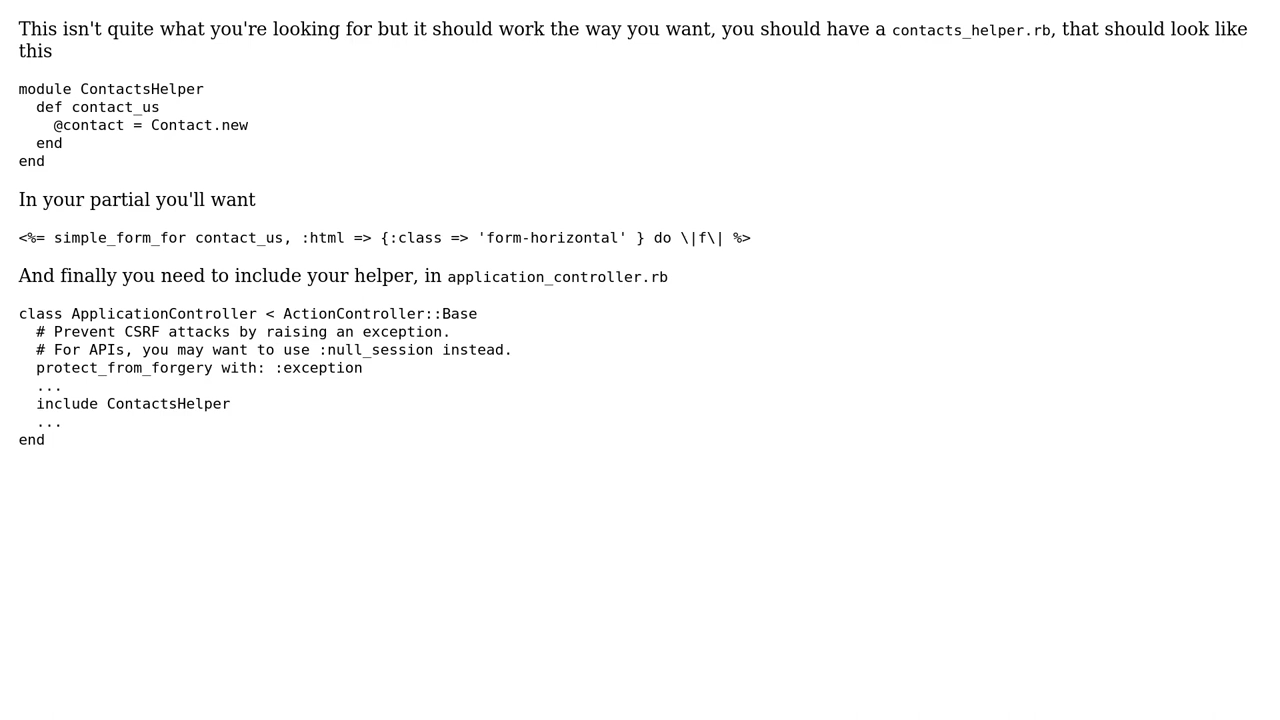 This isn't quite what you're looking for but it should work the way you want, you should have a contacts_helper.rb, that should look like
this
module ContactsHelper
  def contact_us
    @contact = Contact.new
  end
end
In your partial you'll want
<%= simple_form_for contact_us, :html => {:class => 'form-horizontal' } do \|f\| %>
And finally you need to include your helper, in application_controller.rb
class ApplicationController < ActionController::Base
  # Prevent CSRF attacks by raising an exception.
  # For APIs, you may want to use :null_session instead.
  protect_from_forgery with: :exception
  ...
  include ContactsHelper
  ...
end